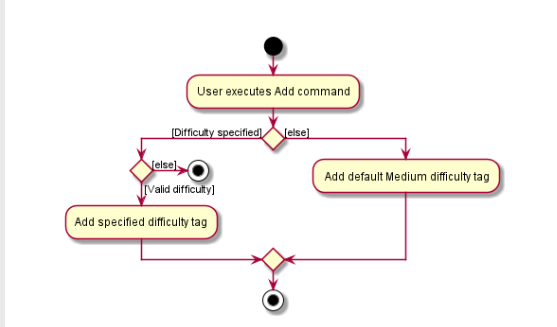 User executes Add command
[Difficulty specified]
[else]
[else]
[Valid difficulty]
Add default Medium difficulty tag
Add specified difficulty tag